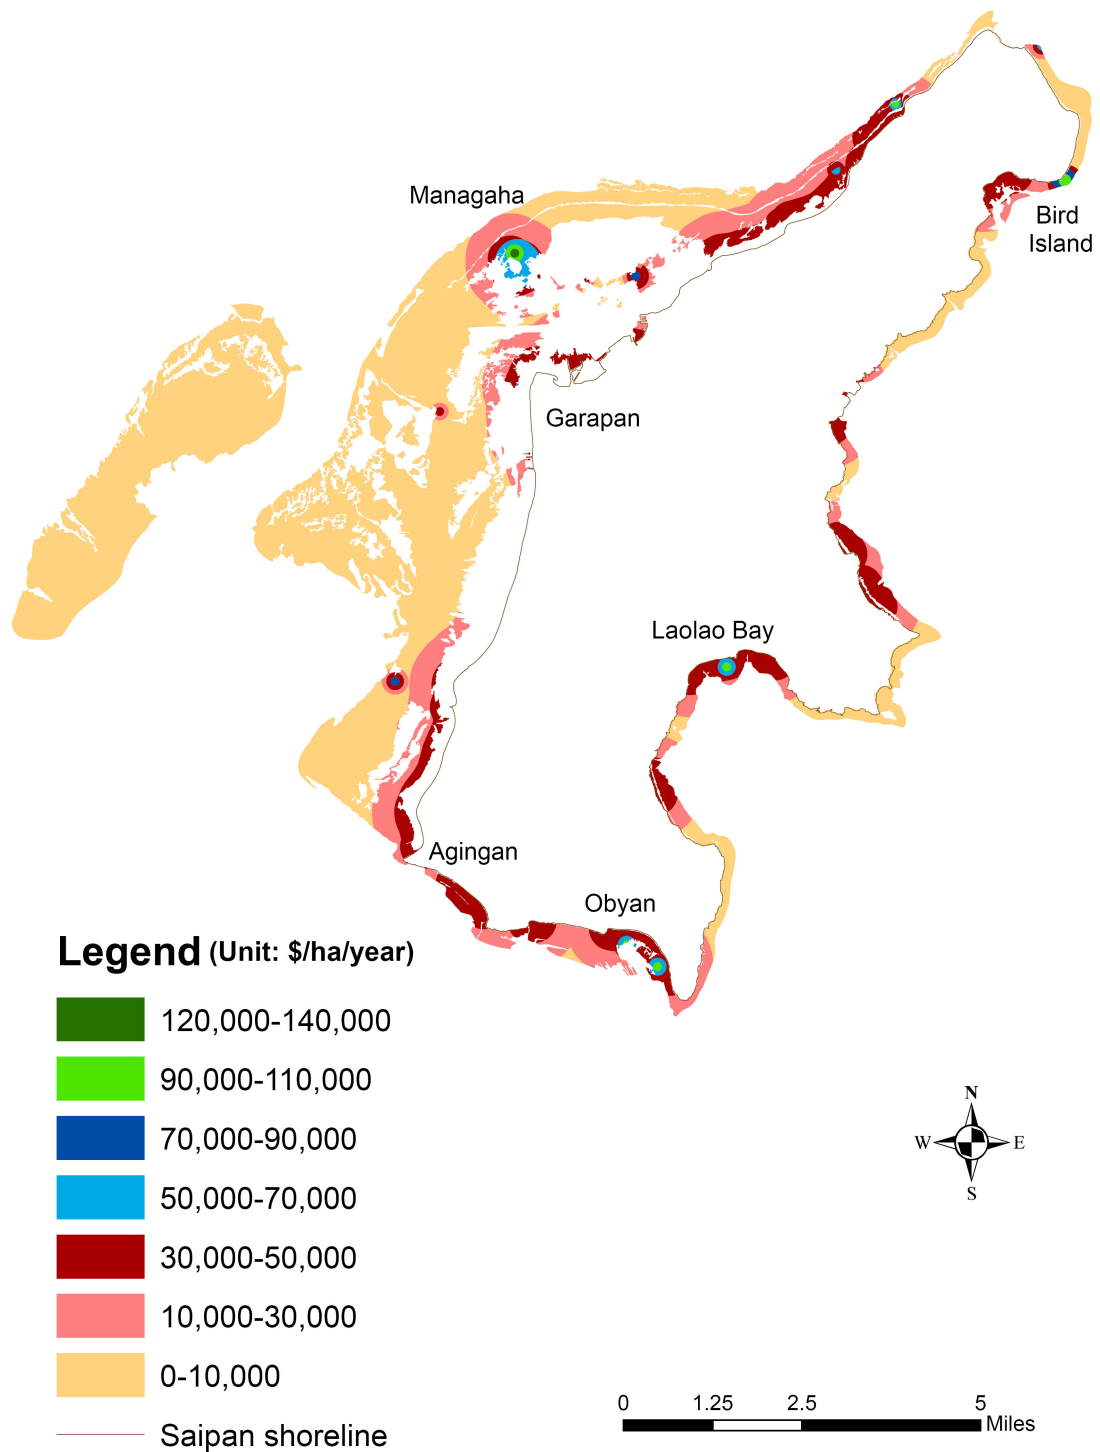 Managaha
Bird
Island
Garapan
Laolao Bay
Agingan
Obyan
Legend (Unit: $/ha/year)
120,000-140,000
90,000-110,000
70,000-90,000
50,000-70,000
30,000-50,000
10,000-30,000
0-10,000
Saipan shoreline
N
W E
S
0 1.25 2.5 5
Miles